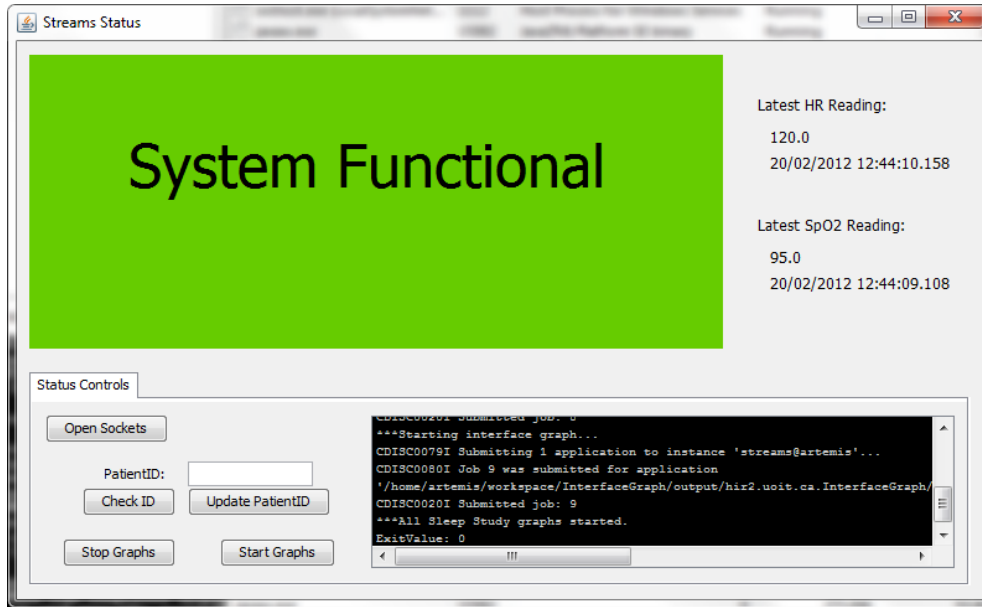 Streams Status
System Functional
Latest HR Reading:
120.0
20/02/2012 12:44:10.158
Latest SpO2 Reading:
95.0
20/02/2012 12:44:09.108
Status Controls
Open Sockets
PatientID:
Check ID
Update PatientID
Stop Graphs
Start Graphs
CDISC0020I Submitted job: 8
***Starting interface graph...
CDISC0079I Submitting 1 application to instance 'streams@artemis'...
CDISC0080I Job 9 was submitted for application
'/home/artemis/workspace/InterfaceGraph/output/hir2.uoit.ca.InterfaceGraph/
CDISC0020I Submitted job: 9
***All Sleep Study graphs started.
ExitValue: 0